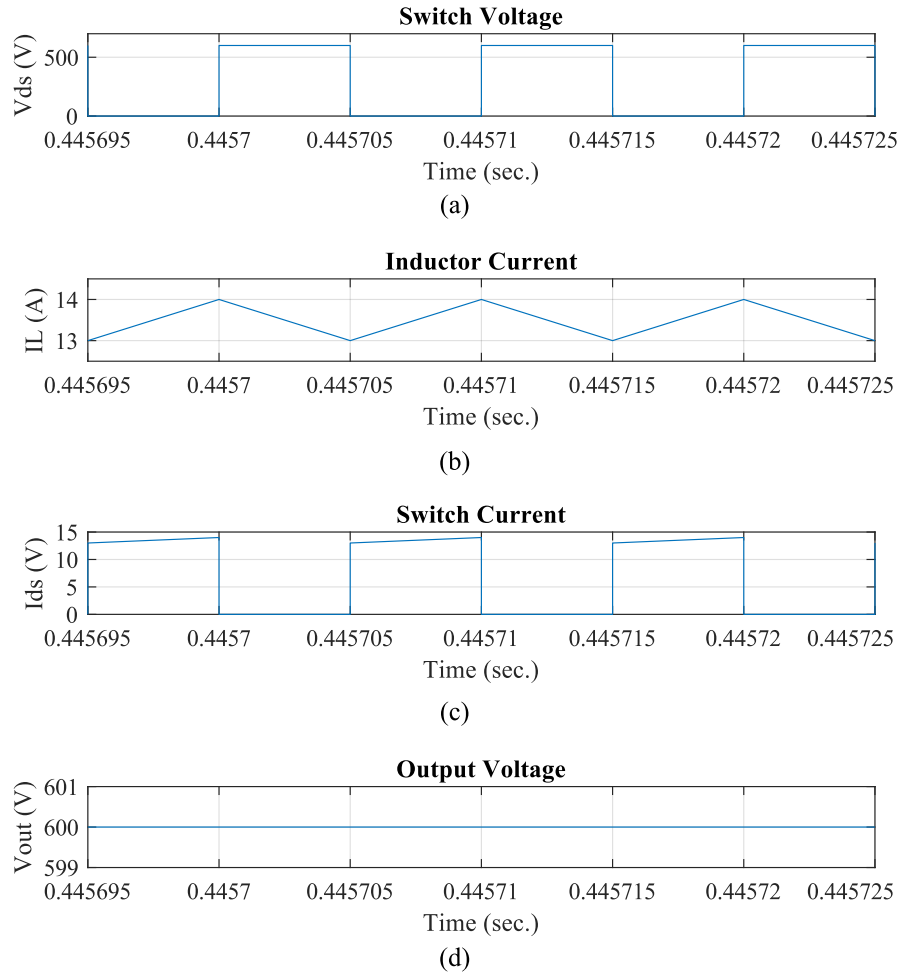 Switch Voltage
Vds (V)
500
0
0.445695 0.4457 0.445705 0.44571 0.445715 0.44572 0.445725
Time (sec.)
(a)
Inductor Current
IL (A)
14
13
0.445695 0.4457 0.445705 0.44571 0.445715 0.44572 0.445725
Time (sec.)
(b)
Switch Current
Ids (V)
15
10
5
0
0.445695 0.4457 0.445705 0.44571 0.445715 0.44572 0.445725
Time (sec.)
(c)
Output Voltage
Vout (V)
601
600
599
0.445695 0.4457 0.445705 0.44571 0.445715 0.44572 0.445725
Time (sec.)
(d)